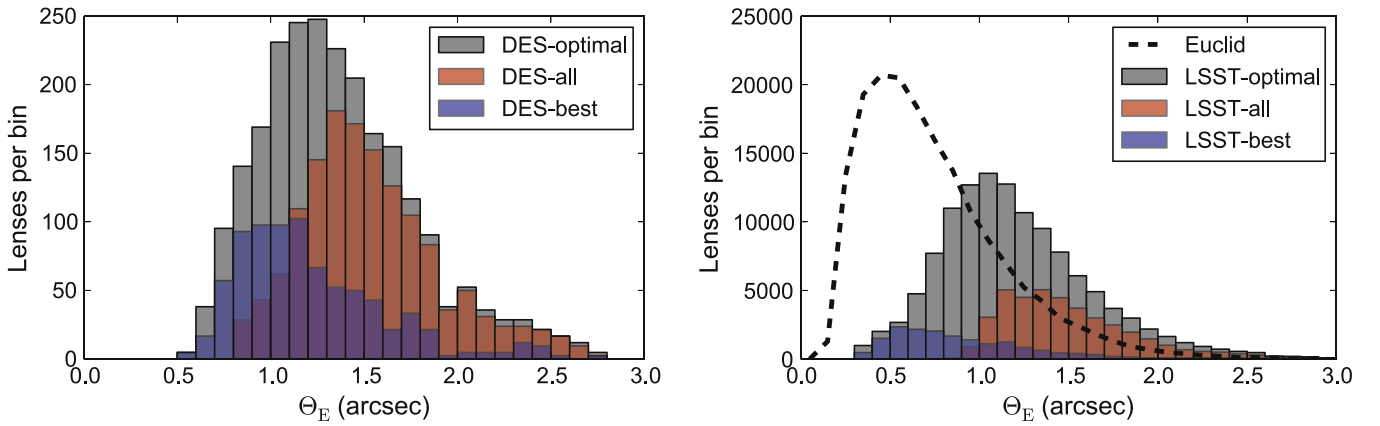 250
200
150
100
50
0
Lenses per bin
DES-optimal
DES-all
DES-best
0.0 0.5 1.0 1.5 2.0 2.5 3.0
Θ_E (arcsec)
25000
20000
15000
10000
5000
0
Lenses per bin
Euclid
LSST-optimal
LSST-all
LSST-best
0.0 0.5 1.0 1.5 2.0 2.5 3.0
Θ_E (arcsec)